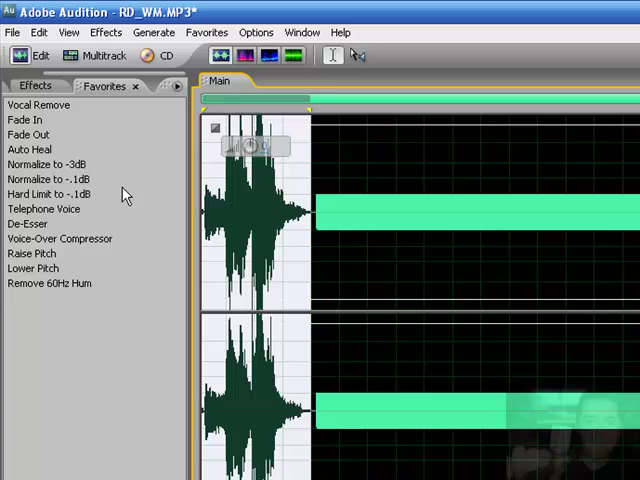 Au Adobe Audition - RD_WM.MP3*
File Edit View Effects Generate Favorites Options Window Help
Edit Multitrack CD
Effects Favorites x Main
Vocal Remove
Fade In
Fade Out
Auto Heal
Normalize to -3dB
Normalize to -.1dB
Hard Limit to -.1dB
Telephone Voice
De-Esser
Voice-Over Compressor
Raise Pitch
Lower Pitch
Remove 60Hz Hum